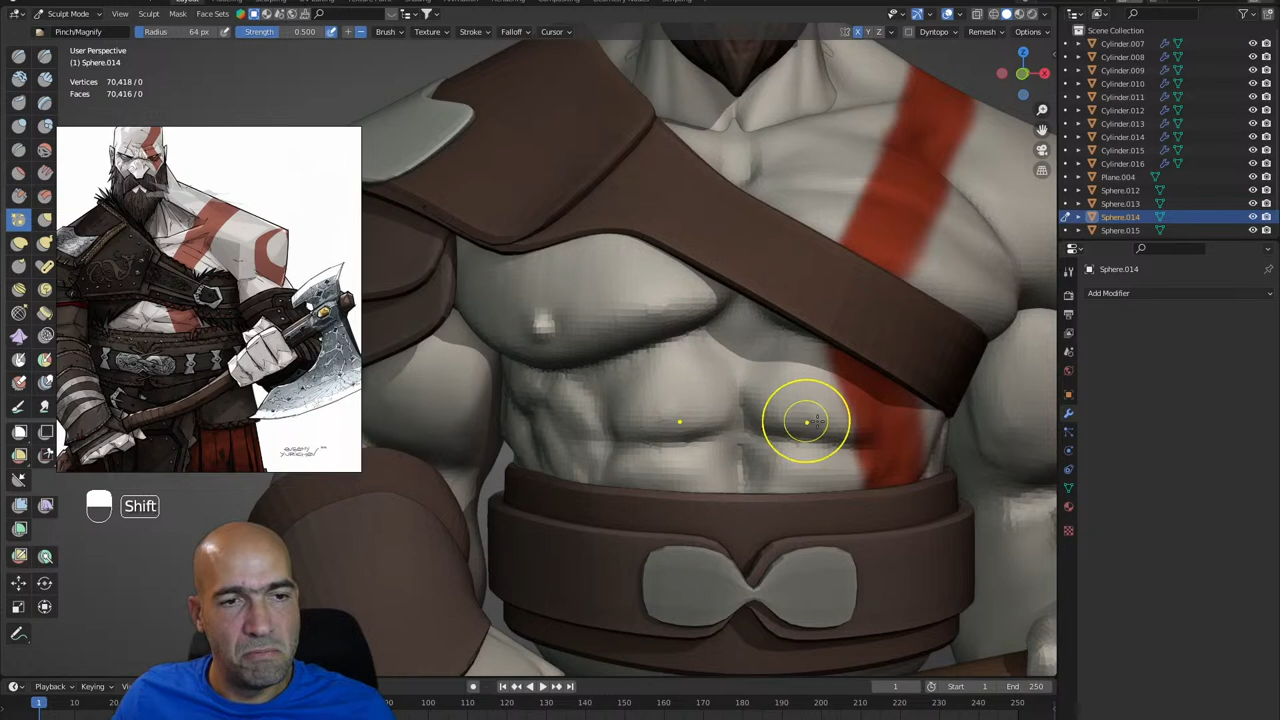 Layout
Sculpt Mode View Sculpt Mask Face Sets
Pinch/Magnify Radius 64 px Strength 0.500 Brush Texture Stroke Falloff Cursor X Y Z Dyntopo Remesh Options
User Perspective
(1) Sphere.014
Vertices 70,418 / 0
Faces 70,416 / 0
Z
X
Shift
Scene Collection
Cylinder.007
Cylinder.008
Cylinder.009
Cylinder.010
Cylinder.011
Cylinder.012
Cylinder.013
Cylinder.014
Cylinder.015
Cylinder.016
Plane.004
Sphere.012
Sphere.013
Sphere.014
Sphere.015
Sphere.014
Add Modifier
Playback Keying 1 Start 1 End 250
1 10 20 110 120 130 140 150 160 170 180 190 200 210 220 230 240 250